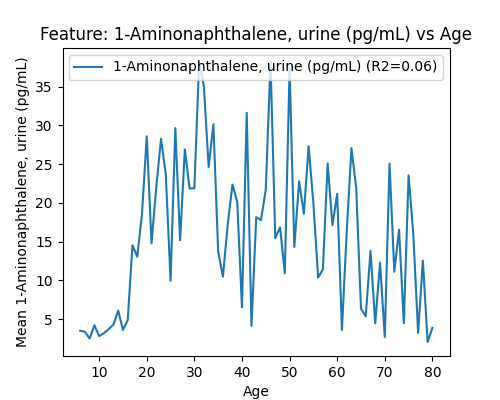 Feature: 1-Aminonaphthalene, urine (pg/mL) vs Age
1-Aminonaphthalene, urine (pg/mL) (R2=0.06)
Mean 1-Aminonaphthalene, urine (pg/mL)
35
30
25
20
15
10
5
10 20 30 40 50 60 70 80
Age